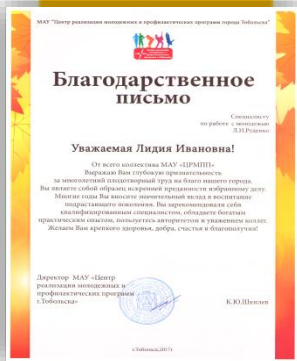 МАУ "Центр реализации молодежных и профилактических программ города Тобольска"
Благодарственное
письмо
Специалисту
по работе с молодежью
Л.И.Руденко
Уважаемая Лидия Ивановна!
От всего коллектива МАУ «ЦРМПП»
Выражаю Вам глубокую признательность
за многолетний плодотворный труд на благо нашего города.
Вы являете собой образец искренней преданности избранному делу.
Многие годы Вы вносите значительный вклад в воспитание
подрастающего поколения. Вы зарекомендовали себя
квалифицированным специалистом, обладаете богатым
практическим опытом, пользуетесь авторитетом и уважением коллег.
Желаем Вам крепкого здоровья, добра, счастья и благополучия!
Директор МАУ «Центр
реализации молодежных и
профилактических программ
г.Тобольска»
К.Ю.Шеплев
г.Тобольск,2017г